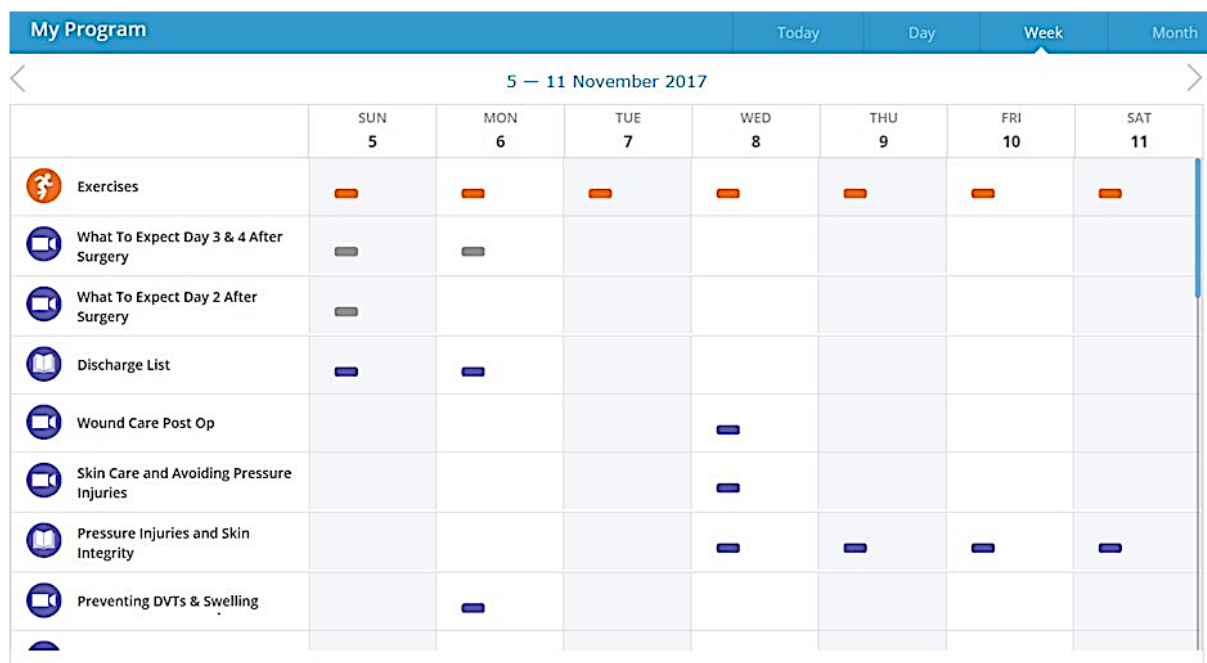 My Program Today Day Week Month
5 — 11 November 2017
SUN MON TUE WED THU FRI SAT
5 6 7 8 9 10 11
Exercises
What To Expect Day 3 & 4 After
Surgery
What To Expect Day 2 After
Surgery
Discharge List
Wound Care Post Op
Skin Care and Avoiding Pressure
Injuries
Pressure Injuries and Skin
Integrity
Preventing DVTs & Swelling